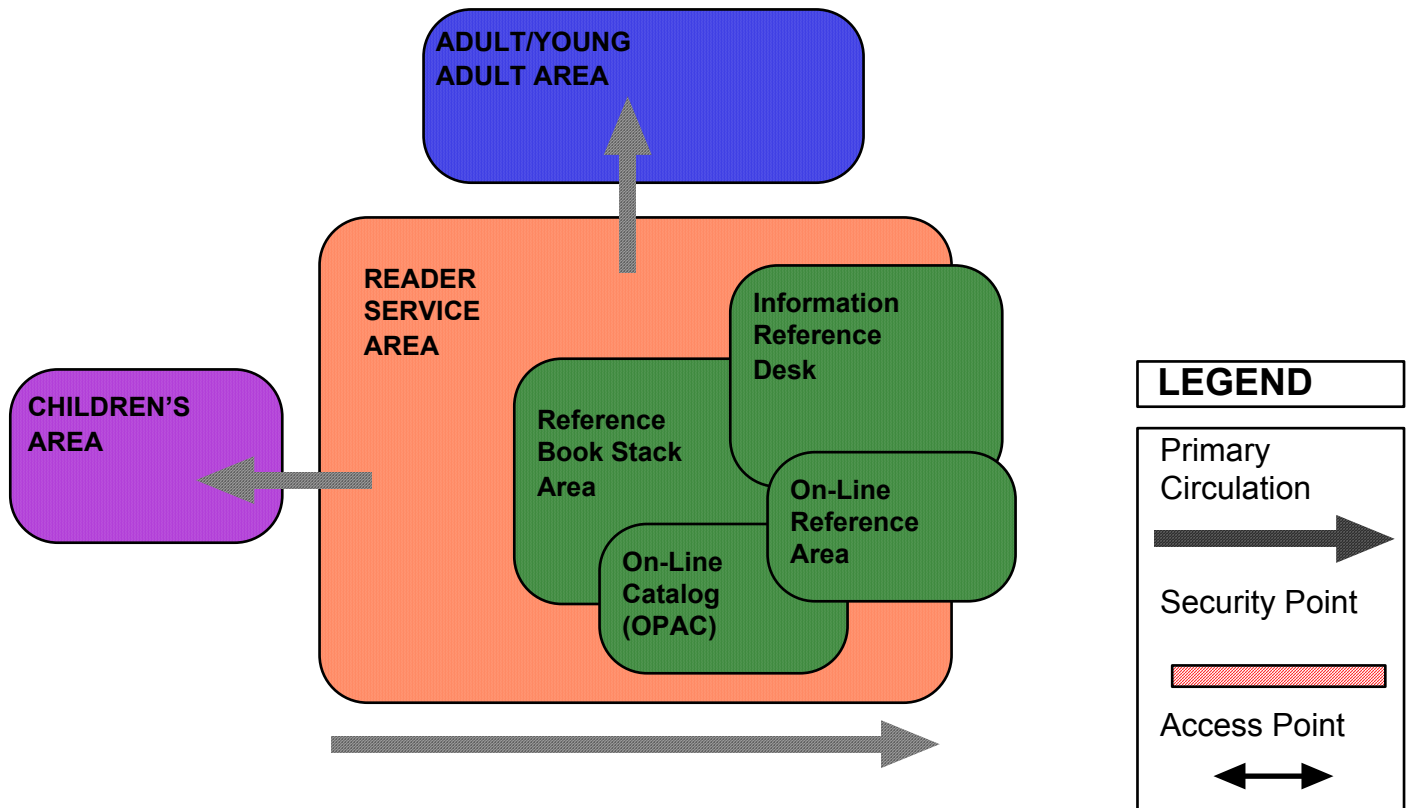 ADULT/YOUNG
ADULT AREA
READER
SERVICE
AREA
Information
Reference
Desk
CHILDREN’S
AREA
Reference
Book Stack
Area
On-Line
Reference
Area
On-Line
Catalog
(OPAC)
LEGEND
Primary
Circulation
Security Point
Access Point